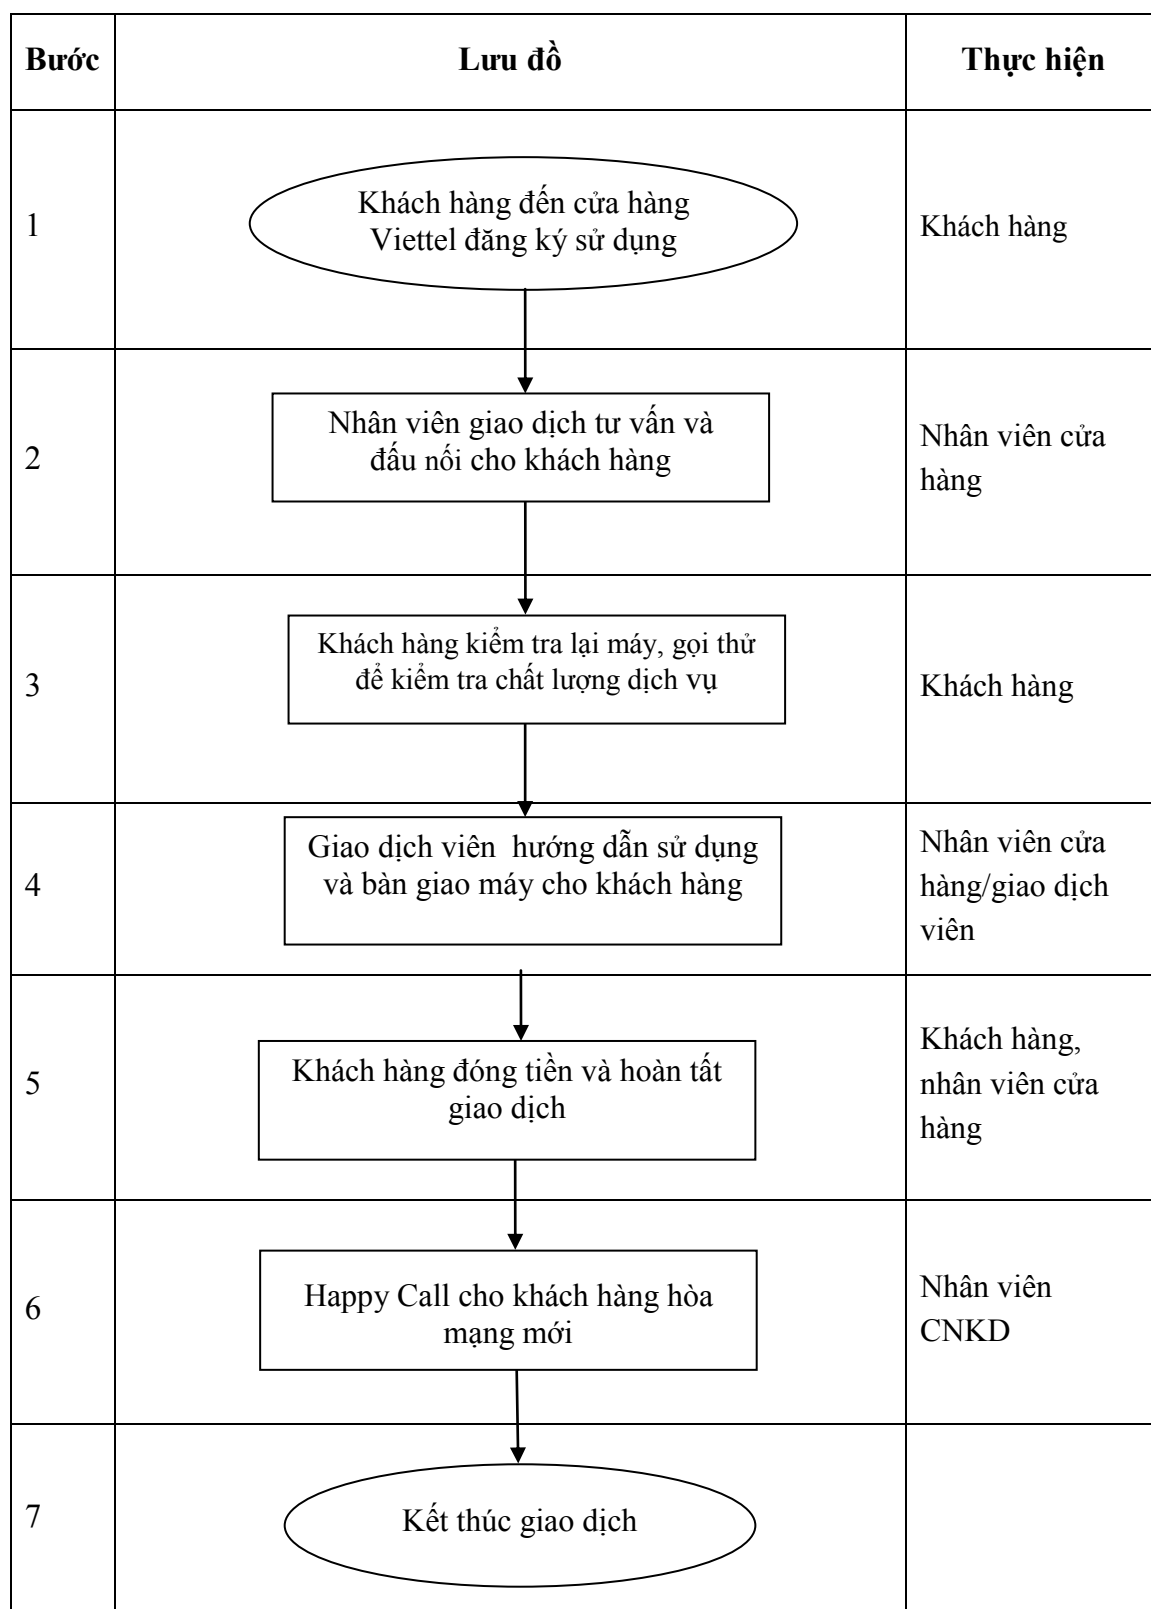 Bước Lưu đồ Thực hiện
1
Khách hàng đến cửa hàng
Viettel đăng ký sử dụng
Khách hàng
2
Nhân viên giao dịch tư vấn và
đấu nối cho khách hàng
Nhân viên cửa
hàng
3
Khách hàng kiểm tra lại máy, gọi thử
để kiểm tra chất lượng dịch vụ
Khách hàng
4
Giao dịch viên hướng dẫn sử dụng
và bàn giao máy cho khách hàng
Nhân viên cửa
hàng/giao dịch
viên
5
Khách hàng đóng tiền và hoàn tất
giao dịch
Khách hàng,
nhân viên cửa
hàng
6
Happy Call cho khách hàng hòa
mạng mới
Nhân viên
CNKD
7
Kết thúc giao dịch